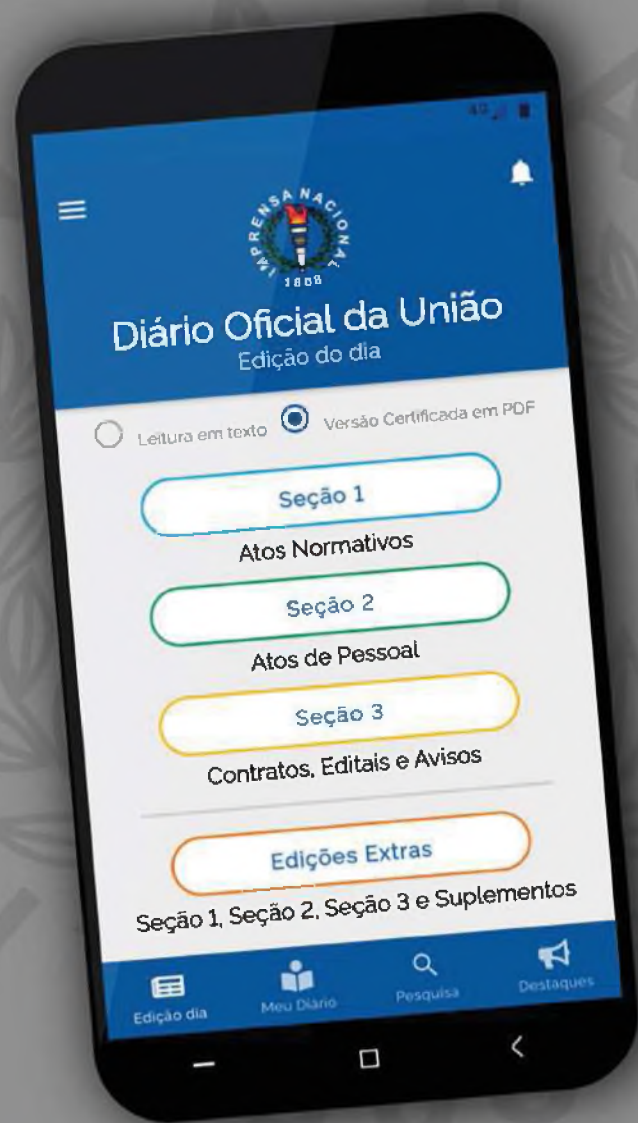 4G
IMPRENSA NACIONAL
1808
Diário Oficial da União
Edição do dia
Leitura em texto Versão Certificada em PDF
Seção 1
Atos Normativos
Seção 2
Atos de Pessoal
Seção 3
Contratos, Editais e Avisos
Edições Extras
Seção 1, Seção 2, Seção 3 e Suplementos
Edição dia Meu Diário Pesquisa Destaques